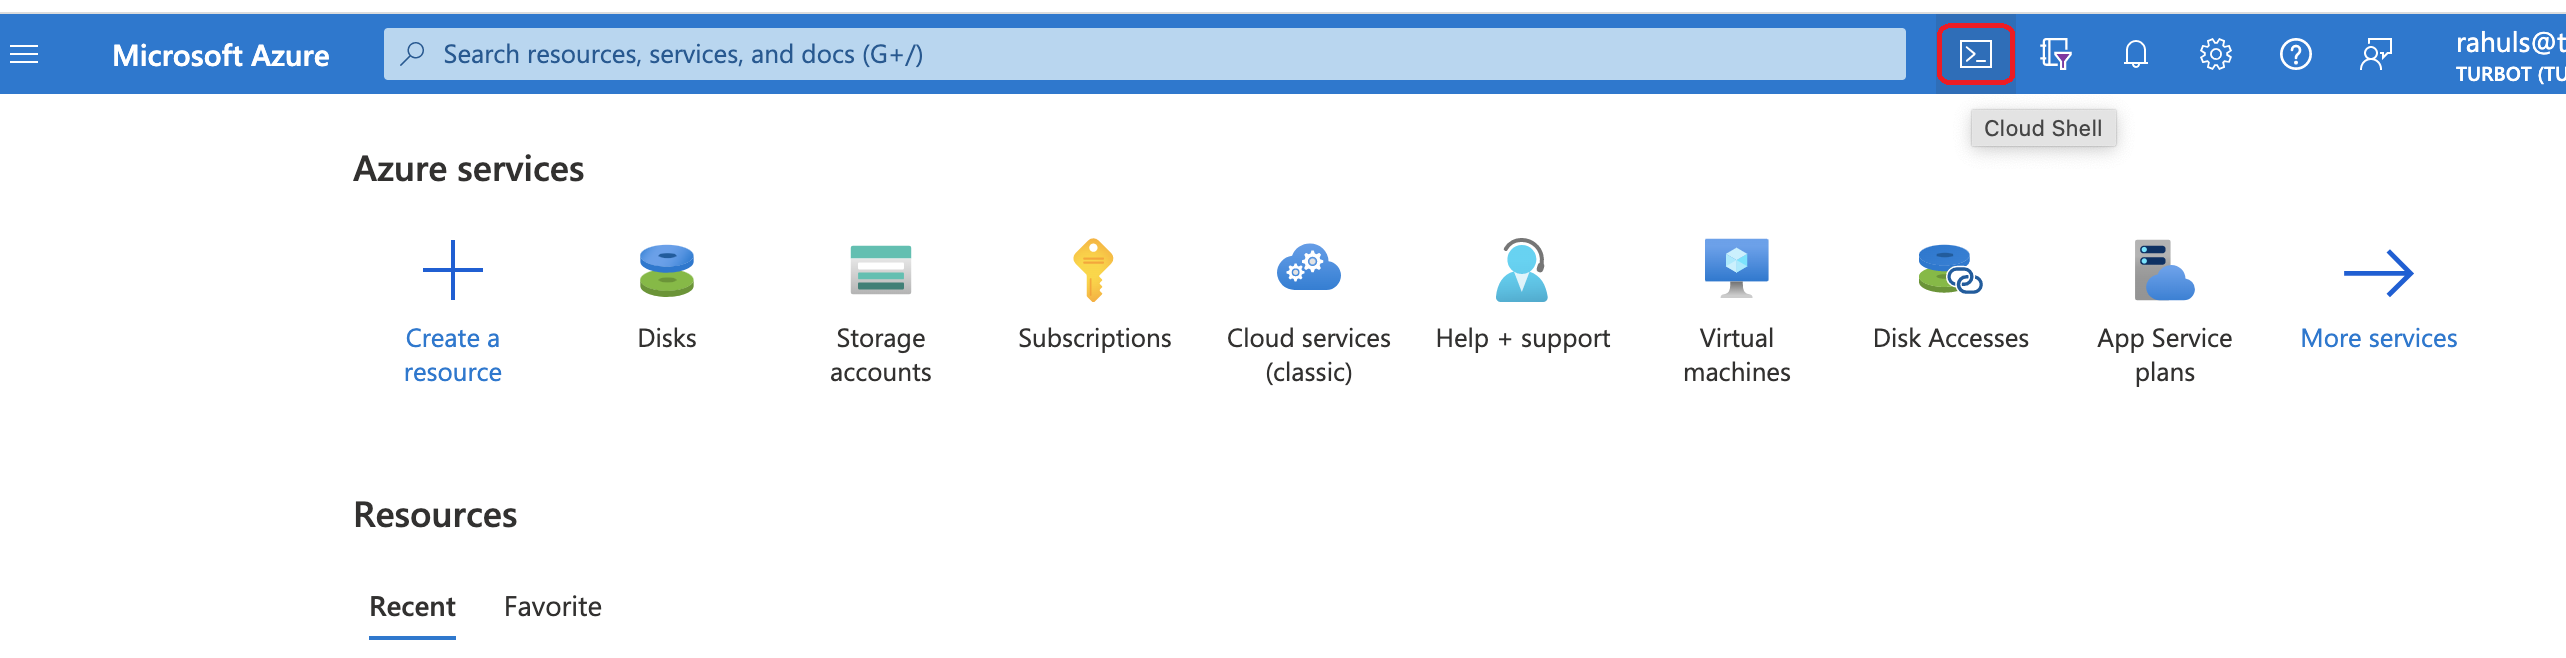 Microsoft Azure
Search resources, services, and docs (G+/)
rahuls@t
TURBOT (TU
Cloud Shell
Azure services
Create a
resource
Disks
Storage
accounts
Subscriptions
Cloud services
(classic)
Help + support
Virtual
machines
Disk Accesses
App Service
plans
More services
Resources
Recent
Favorite